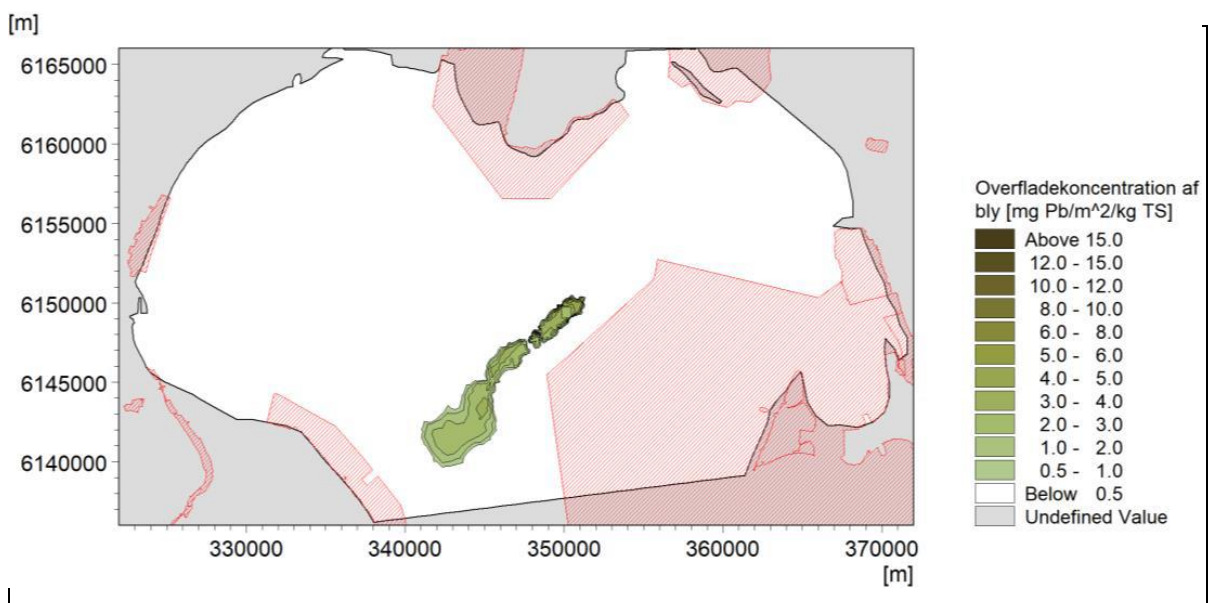 [m]
6165000
6160000
6155000
6150000
6145000
6140000
330000 340000 350000 360000 370000
[m]
Overfladekoncentration af
bly [mg Pb/m^2/kg TS]
Above 15.0
12.0 - 15.0
10.0 - 12.0
8.0 - 10.0
6.0 - 8.0
5.0 - 6.0
4.0 - 5.0
3.0 - 4.0
2.0 - 3.0
1.0 - 2.0
0.5 - 1.0
Below 0.5
Undefined Value